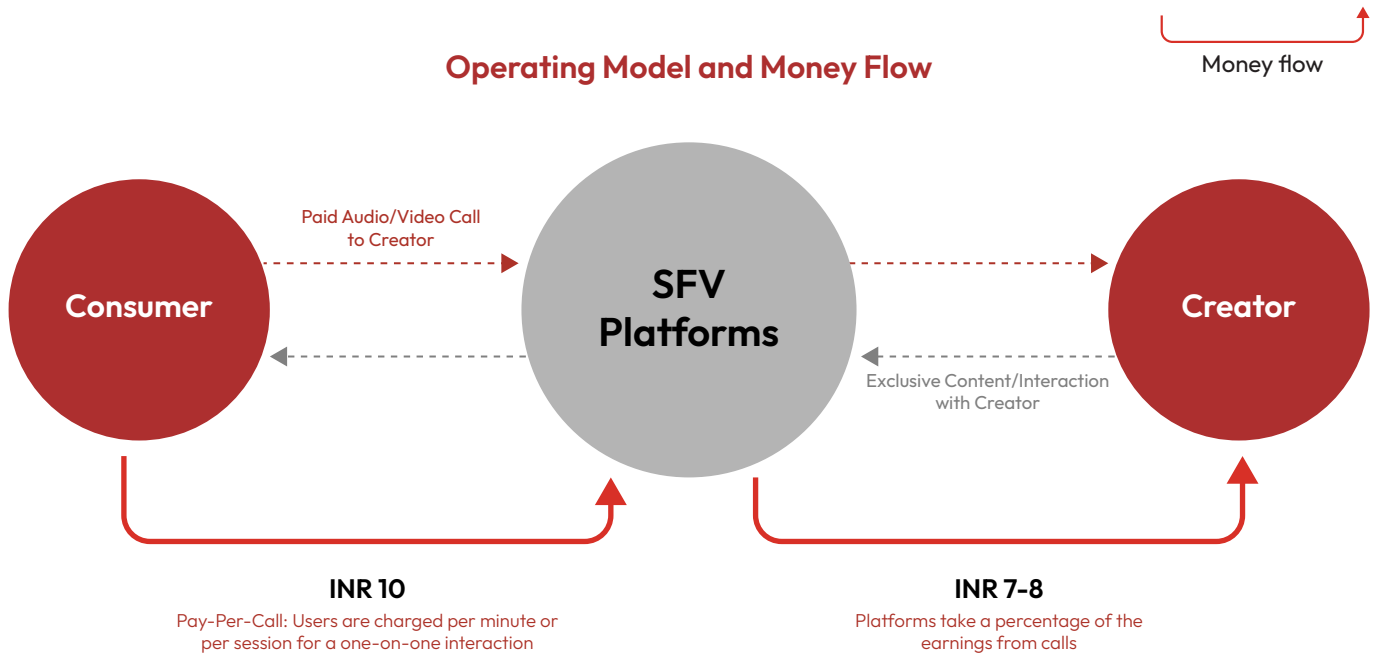 Money flow
Operating Model and Money Flow
Paid Audio/Video Call
to Creator
Consumer
SFV
Platforms
Creator
Exclusive Content/Interaction
with Creator
INR 10
Pay-Per-Call: Users are charged per minute or
per session for a one-on-one interaction
INR 7-8
Platforms take a percentage of the
earnings from calls